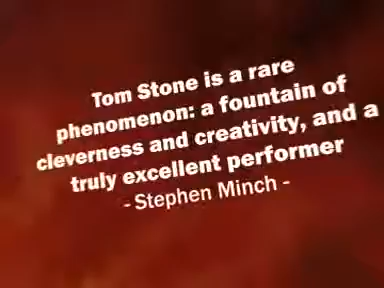 Tom Stone is a rare
phenomenon: a fountain of
cleverness and creativity, and a
truly excellent performer
- Stephen Minch -